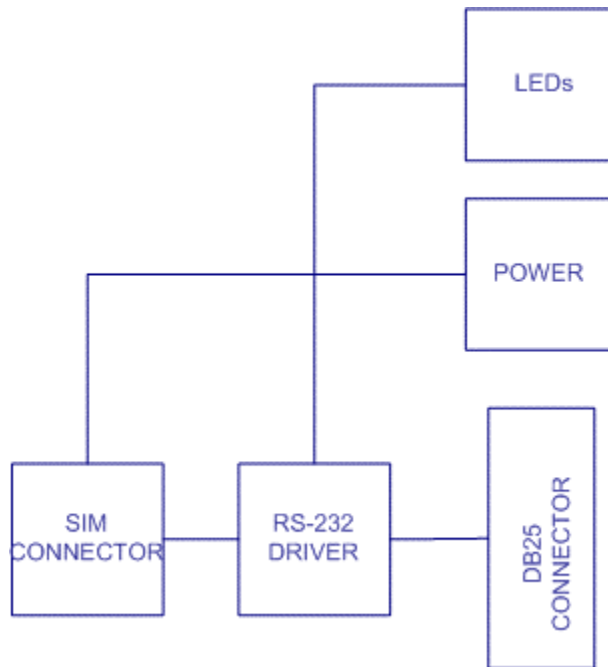 LEDs
POWER
SIM
CONNECTOR
RS-232
DRIVER
DB25
CONNECTOR